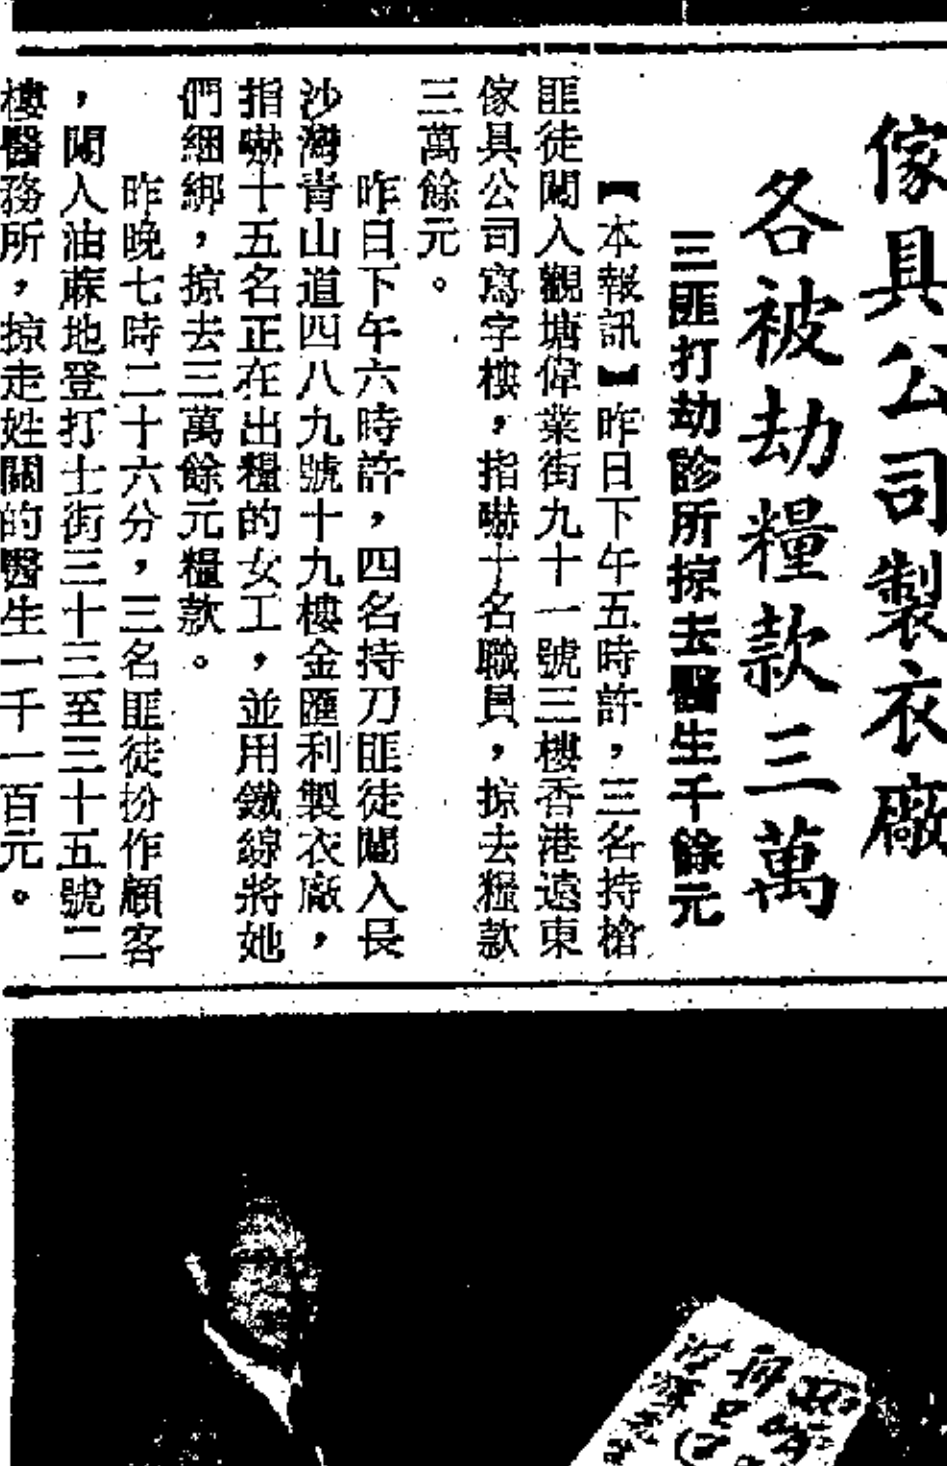 傢具公司製衣廠
各被劫糧款三萬
三匪打劫診所掠去醫生千餘元
【本報訊】昨日下午五時許，三名持槍
匪徒闖入觀塘偉業街九十一號三樓香港遠東
傢具公司寫字樓，指嚇十名職員，掠去糧款
三萬餘元。
昨日下午六時許，四名持刀匪徒闖入長
沙灣青山道四八九號十九樓金匯利製衣廠，
指嚇十五名正在出糧的女工，並用鐵線將她
們綑綁，掠去三萬餘元糧款。
昨晚七時二十六分，三名匪徒扮作顧客
，闖入油蔴地登打士街三十三至三十五號二
樓醫務所，掠走姓關的醫生一千一百元。